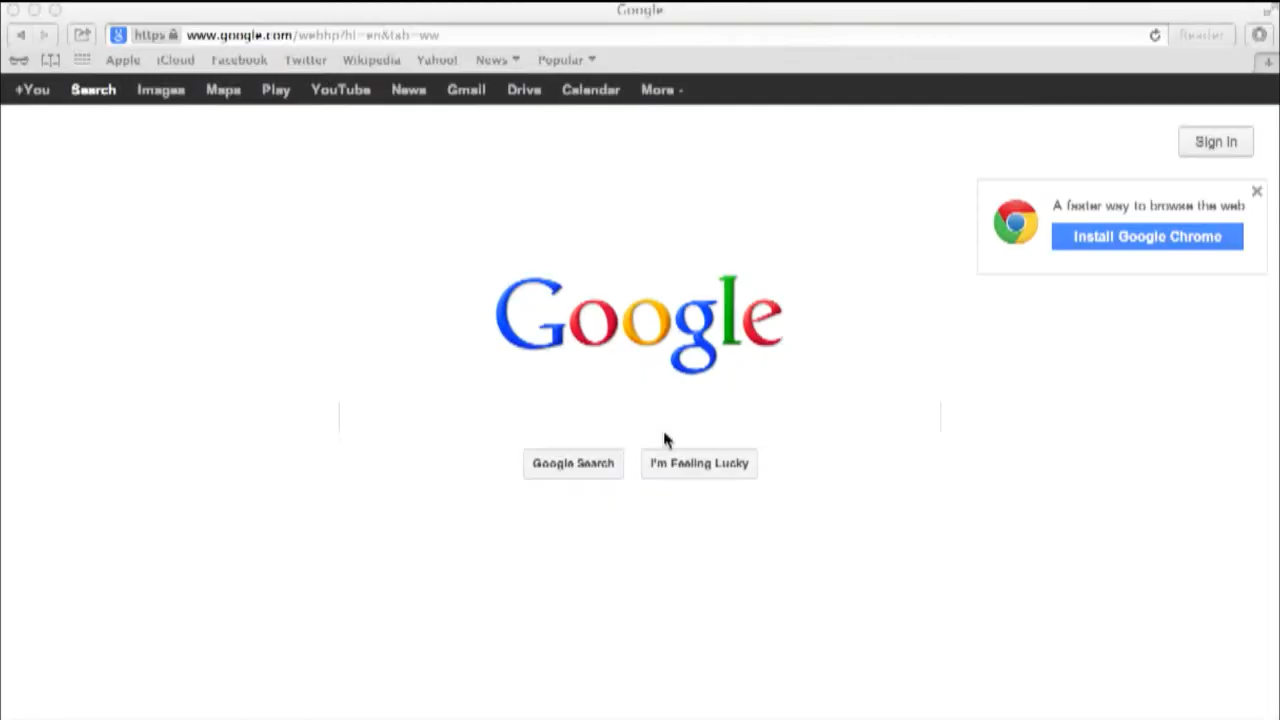 Google
https www.google.com/webhp?hl=en&tab=ww Reader
Apple iCloud Facebook Twitter Wikipedia Yahoo! News Popular
+You Search Images Maps Play YouTube News Gmail Drive Calendar More
Sign in
A faster way to browse the web
Install Google Chrome
Google
Google Search I'm Feeling Lucky